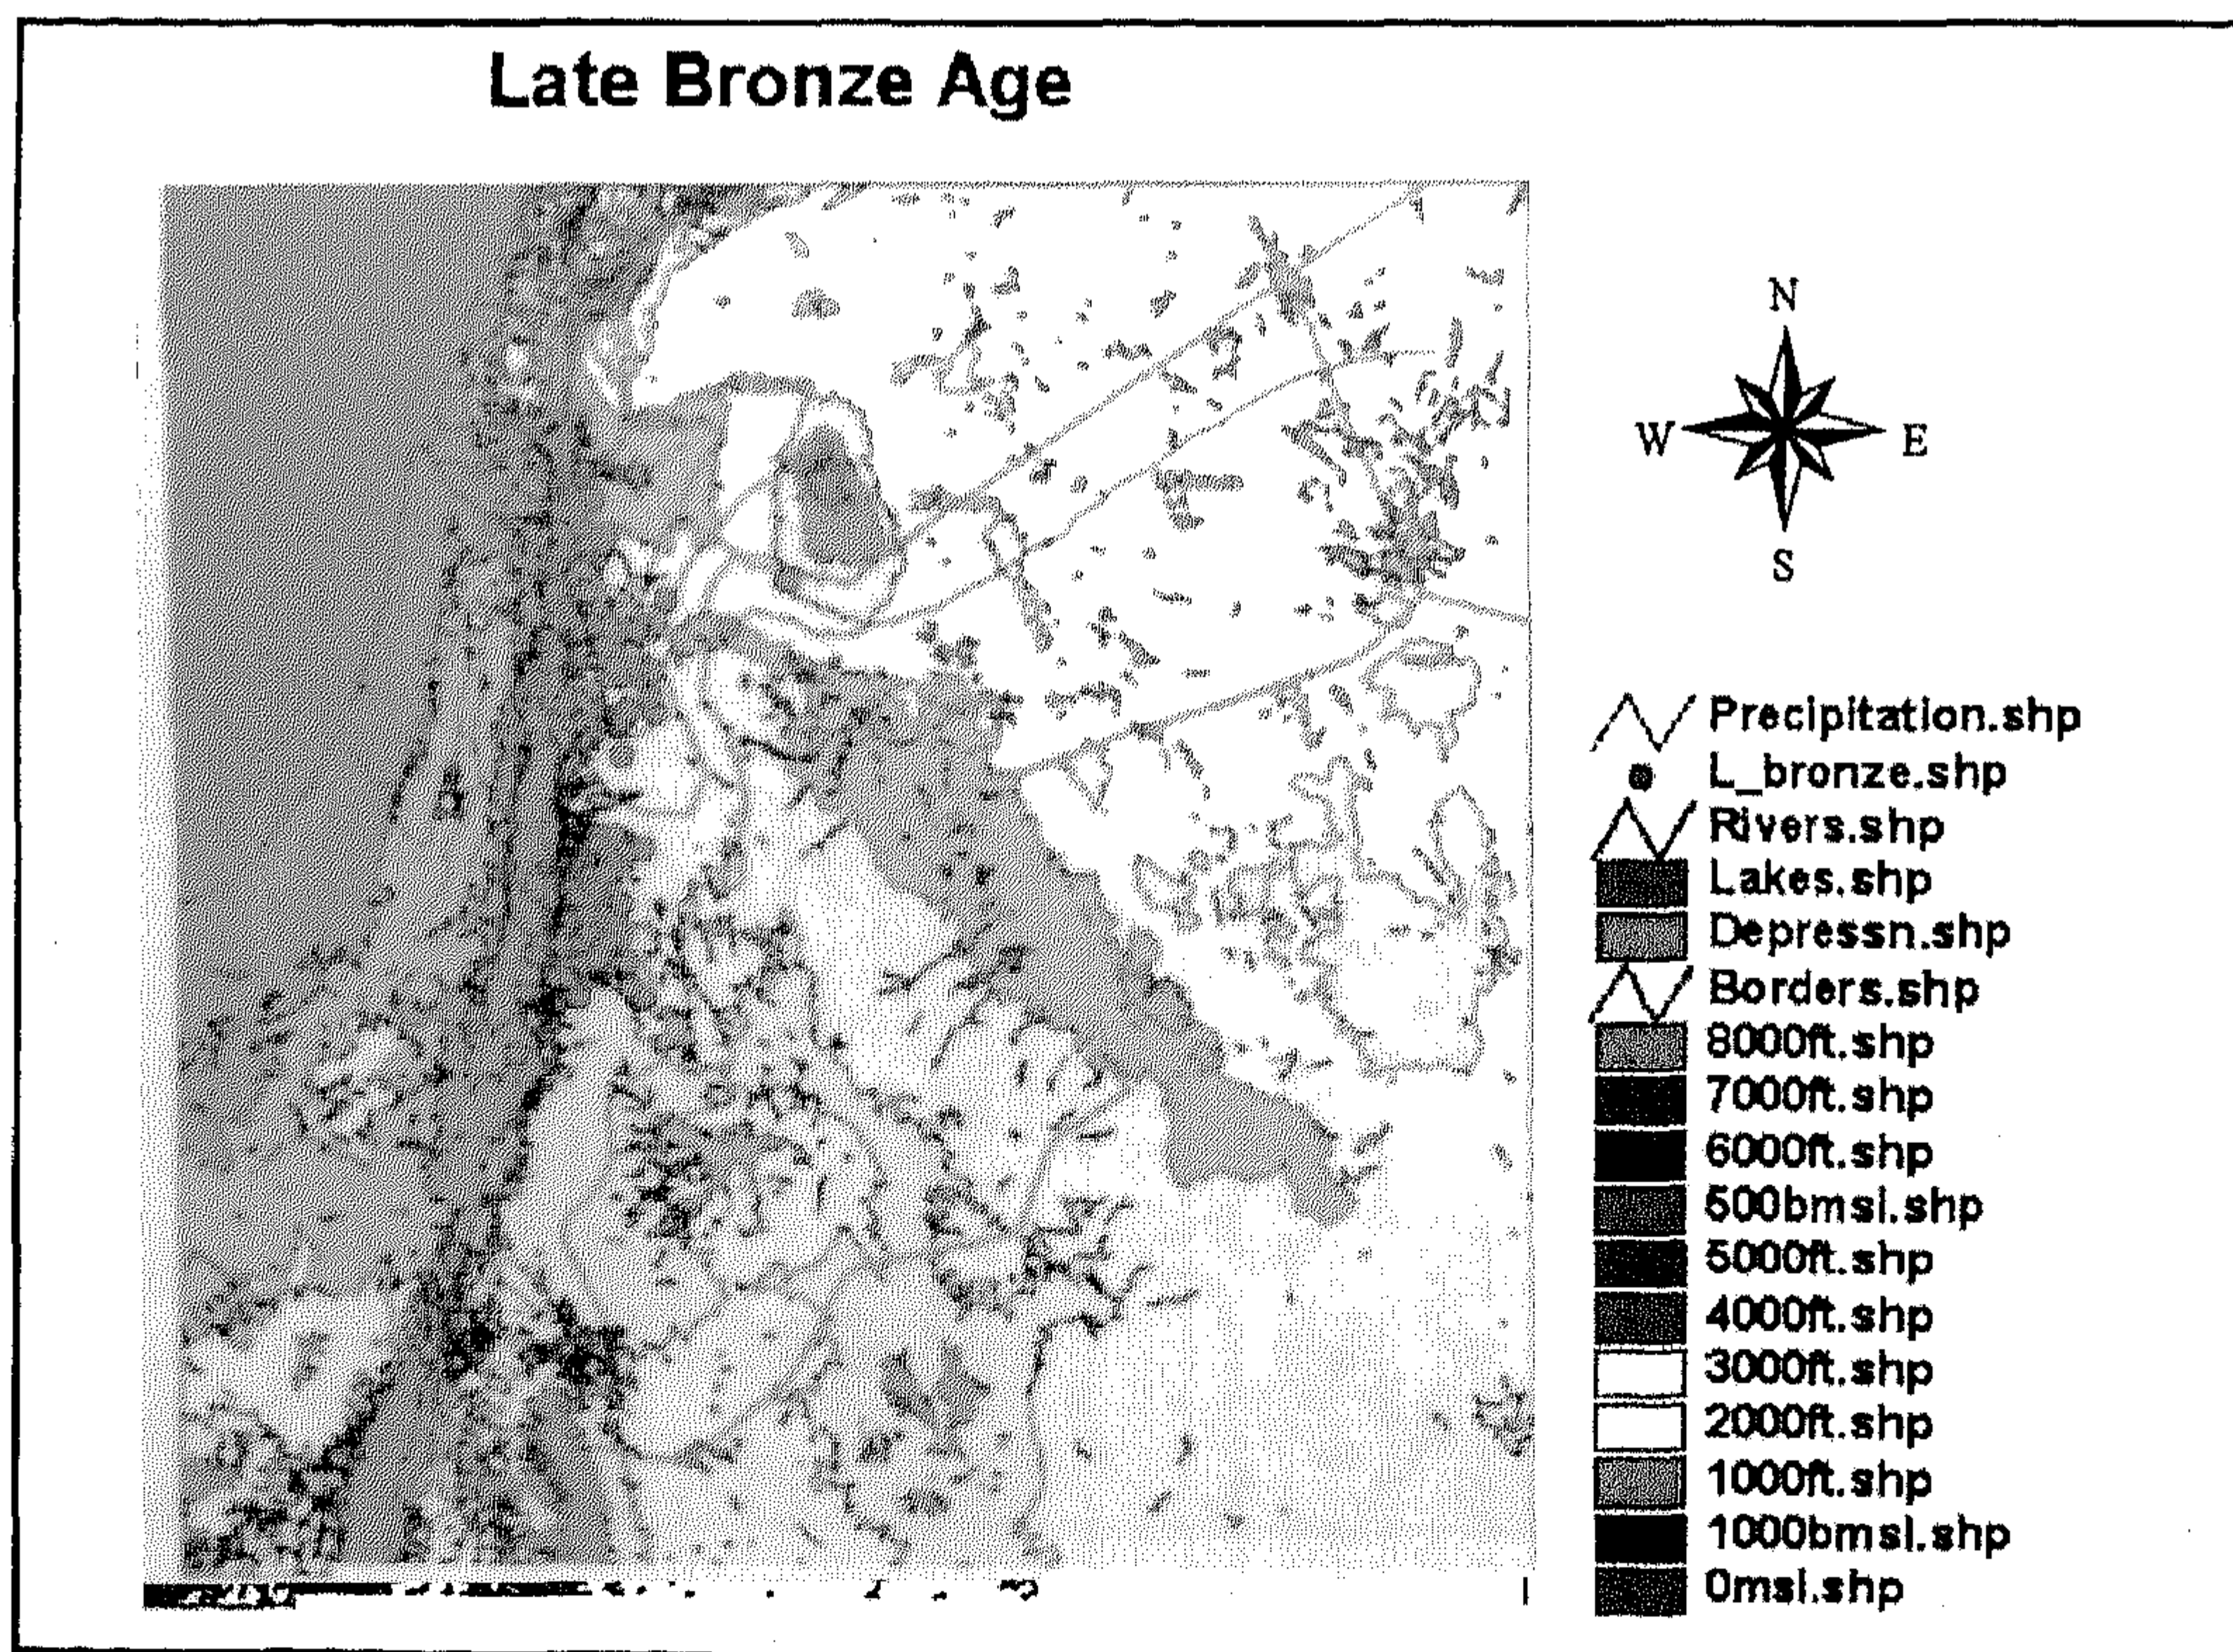 Late Bronze Age
N
W E
S
Precipitation.shp
L_bronze.shp
Rivers.shp
Lakes.shp
Depressn.shp
Borders.shp
8000ft.shp
7000ft.shp
6000ft.shp
500bmsl.shp
5000ft.shp
4000ft.shp
3000ft.shp
2000ft.shp
1000ft.shp
1000bmsl.shp
0msl.shp